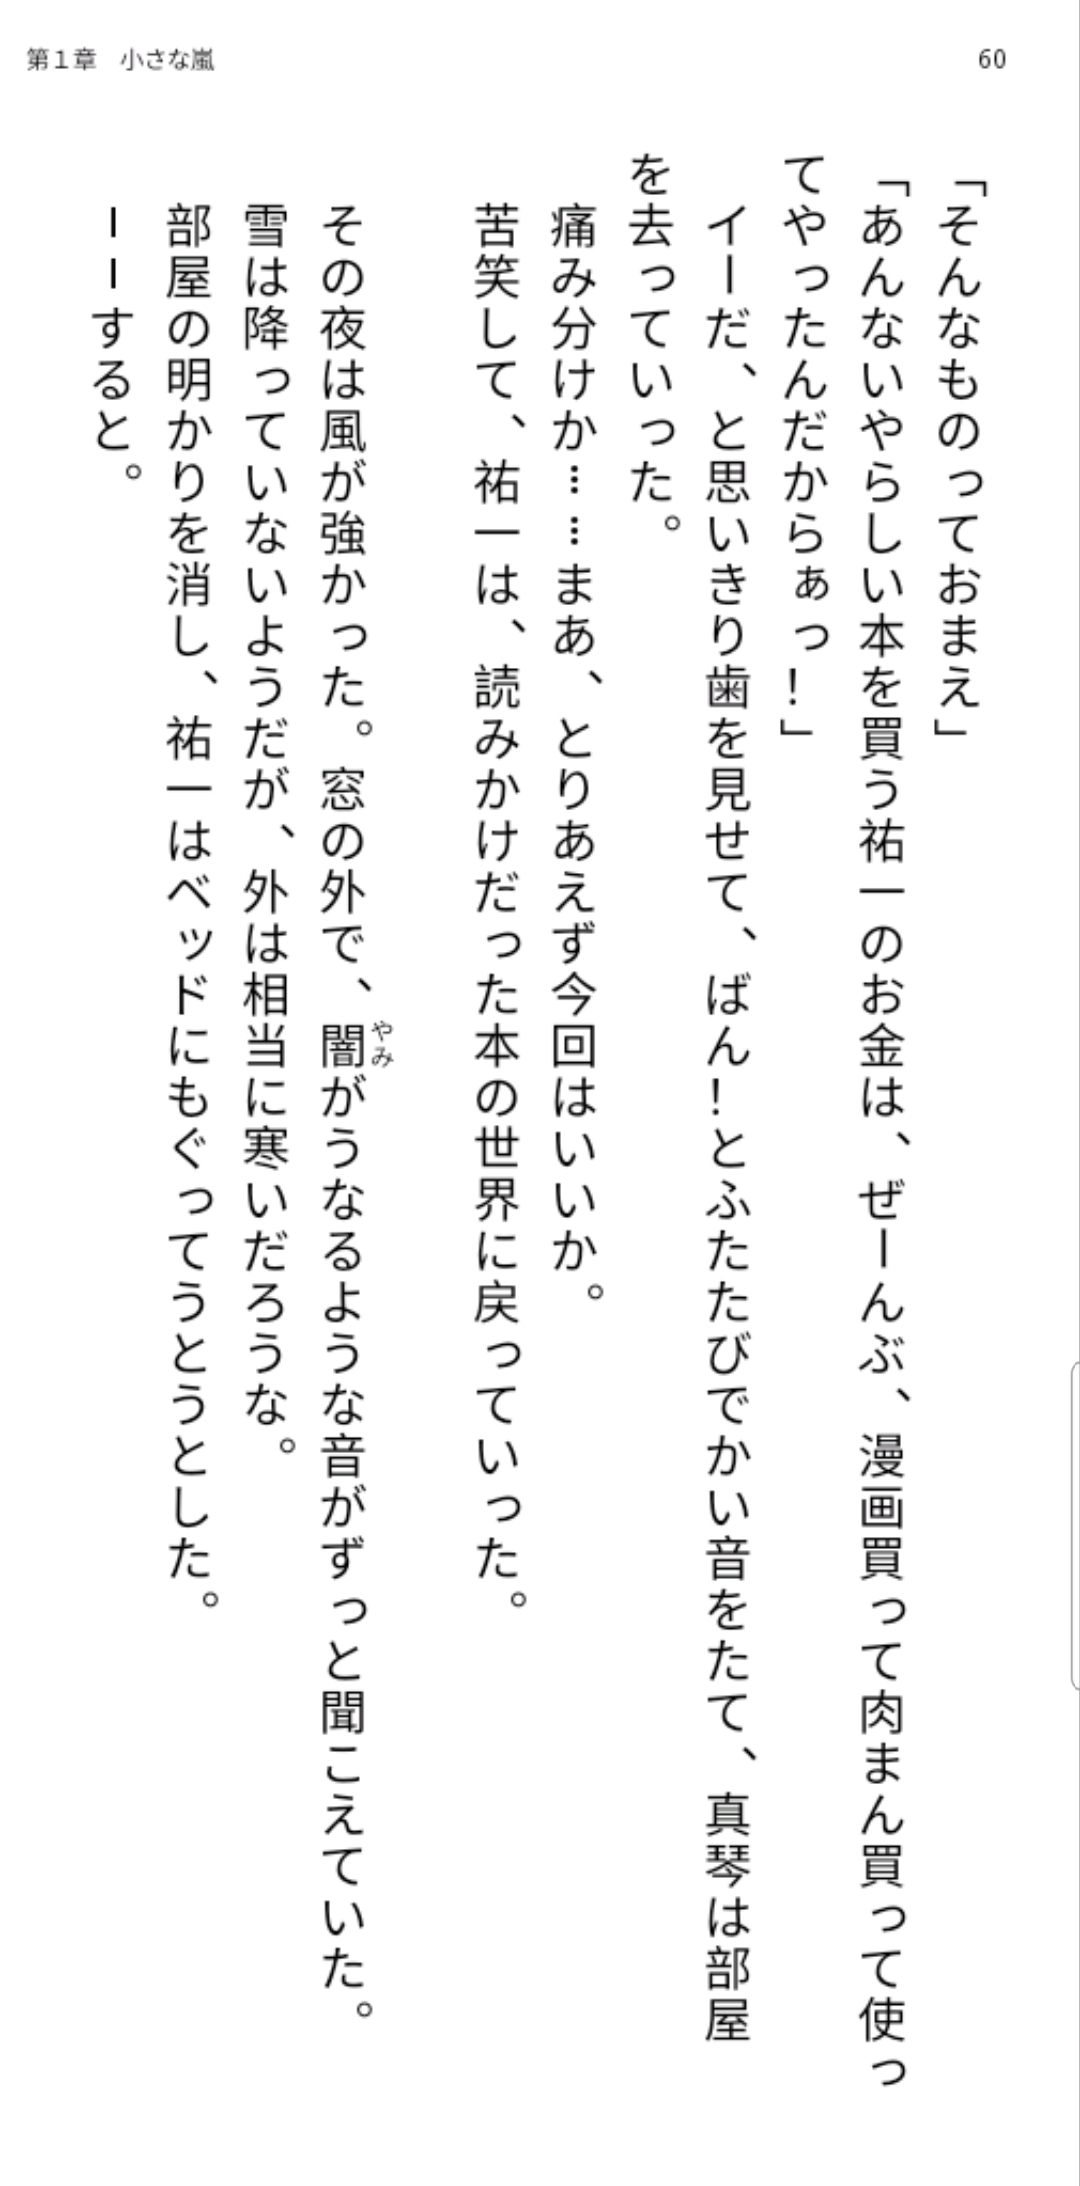 第１章　小さな嵐
60
「そんなものっておまえ」
「あんないやらしい本を買う祐一のお金は、ぜーんぶ、漫画買って肉まん買って使っ
てやったんだからぁっ！」
イーだ、と思いきり歯を見せて、ばん！とふたたびでかい音をたて、真琴は部屋
を去っていった。
痛み分けか……まあ、とりあえず今回はいいか。
苦笑して、祐一は、読みかけだった本の世界に戻っていった。
その夜は風が強かった。窓の外で、闇がうなるような音がずっと聞こえていた。
やみ
雪は降っていないようだが、外は相当に寒いだろうな。
部屋の明かりを消し、祐一はベッドにもぐってうとうとした。
ーーすると。